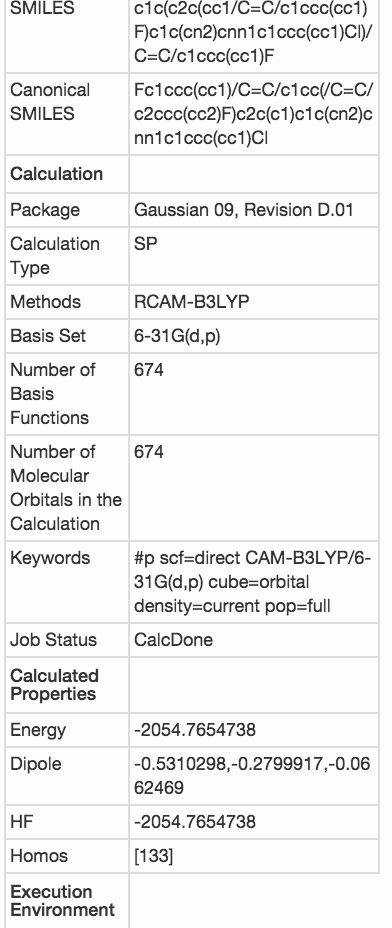 SMILES c1c(c2c(cc1/C=C/c1ccc(cc1)
F)c1c(cn2)cnn1c1ccc(cc1)Cl)/
C=C/c1ccc(cc1)F
Canonical Fc1ccc(cc1)/C=C/c1cc(/C=C/
SMILES c2ccc(cc2)F)c2c(c1)c1c(cn2)c
nn1c1ccc(cc1)Cl
Calculation
Package Gaussian 09, Revision D.01
Calculation SP
Type
Methods RCAM-B3LYP
Basis Set 6-31G(d,p)
Number of 674
Basis
Functions
Number of 674
Molecular
Orbitals in the
Calculation
Keywords #p scf=direct CAM-B3LYP/6-
31G(d,p) cube=orbital
density=current pop=full
Job Status CalcDone
Calculated
Properties
Energy -2054.7654738
Dipole -0.5310298,-0.2799917,-0.06
62469
HF -2054.7654738
Homos [133]
Execution
Environment